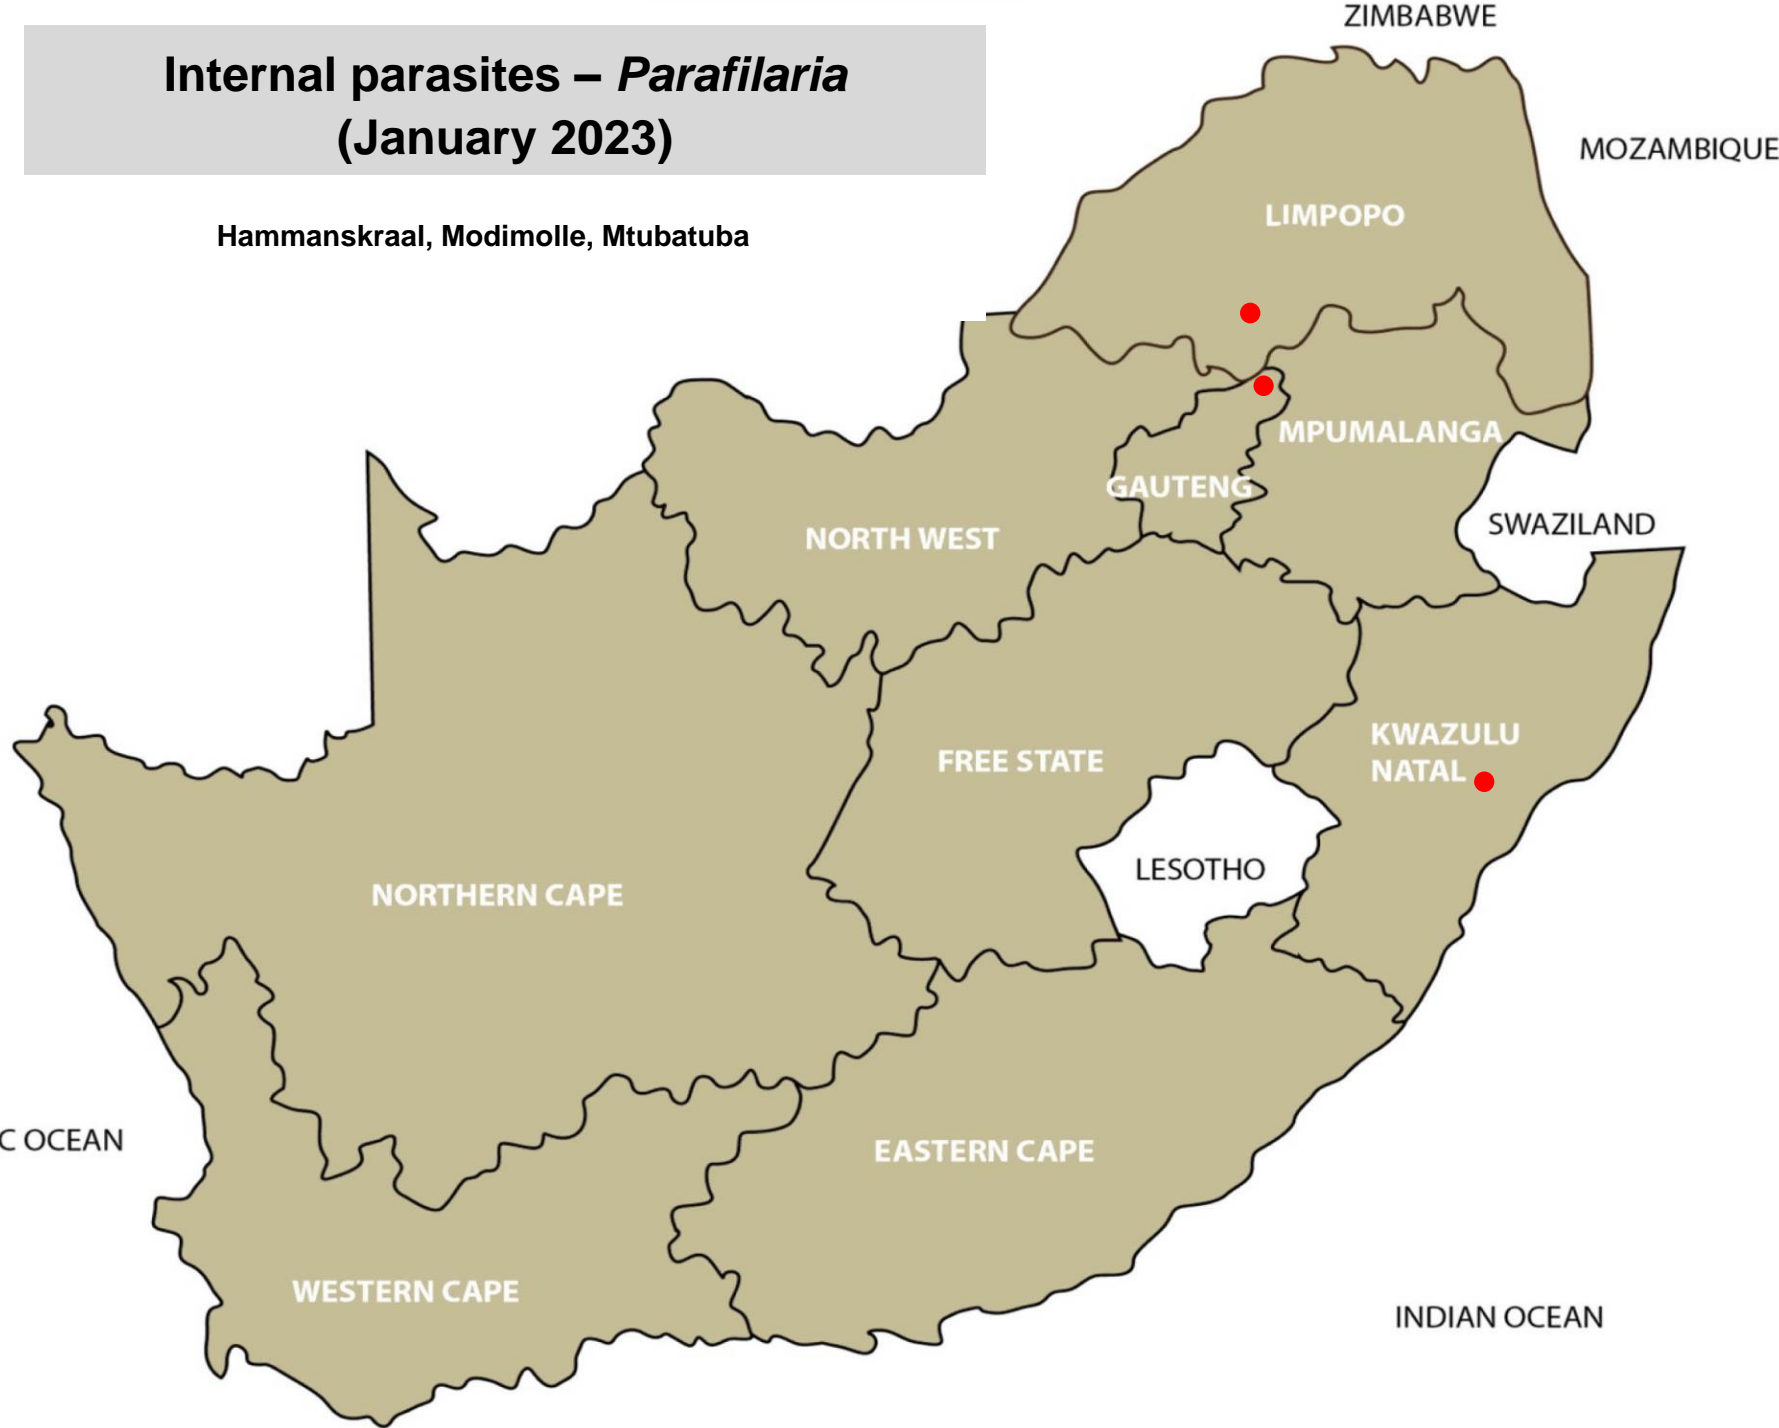 Internal parasites – Parafilaria
(January 2023)
Hammanskraal, Modimolle, Mtubatuba
ZIMBABWE
MOZAMBIQUE
LIMPOPO
MPUMALANGA
GAUTENG
SWAZILAND
NORTH WEST
KWAZULU
NATAL
FREE STATE
LESOTHO
NORTHERN CAPE
C OCEAN
EASTERN CAPE
WESTERN CAPE
INDIAN OCEAN